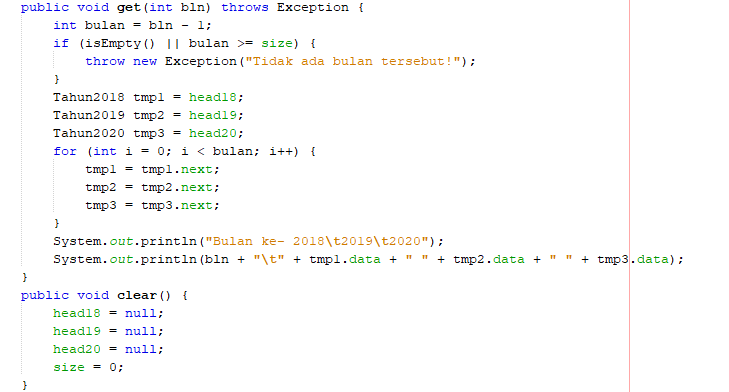 public void get(int bln) throws Exception {
    int bulan = bln - 1;
    if (isEmpty() || bulan >= size) {
        throw new Exception("Tidak ada bulan tersebut!");
    }
    Tahun2018 tmp1 = head18;
    Tahun2019 tmp2 = head19;
    Tahun2020 tmp3 = head20;
    for (int i = 0; i < bulan; i++) {
        tmp1 = tmp1.next;
        tmp2 = tmp2.next;
        tmp3 = tmp3.next;
    }
    System.out.println("Bulan ke- 2018\t2019\t2020");
    System.out.println(bln + "\t" + tmp1.data + " " + tmp2.data + " " + tmp3.data);
}
public void clear() {
    head18 = null;
    head19 = null;
    head20 = null;
    size = 0;
}